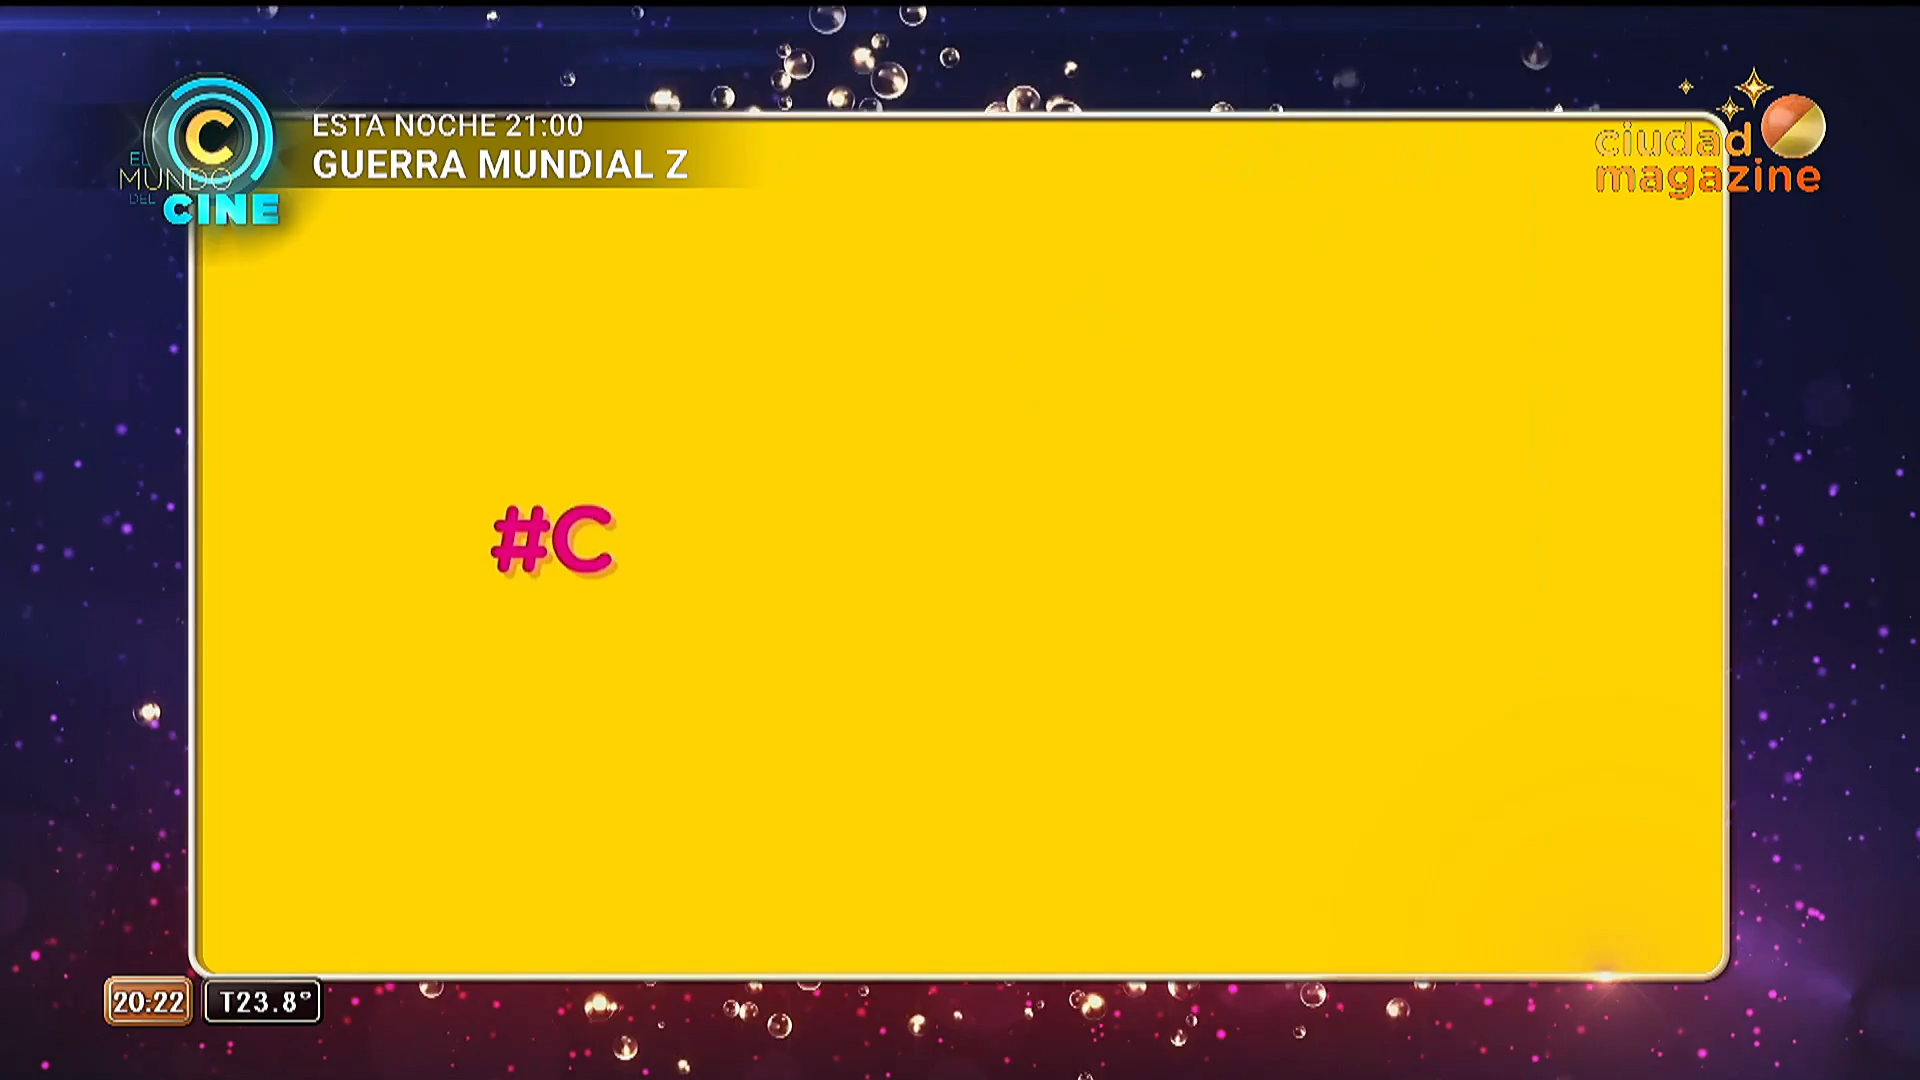 ESTA NOCHE 21:00
GUERRA MUNDIAL Z
C
EL
MUNDO
DEL
CINE
ciudad
magazine
#C
20:22
T23.8°